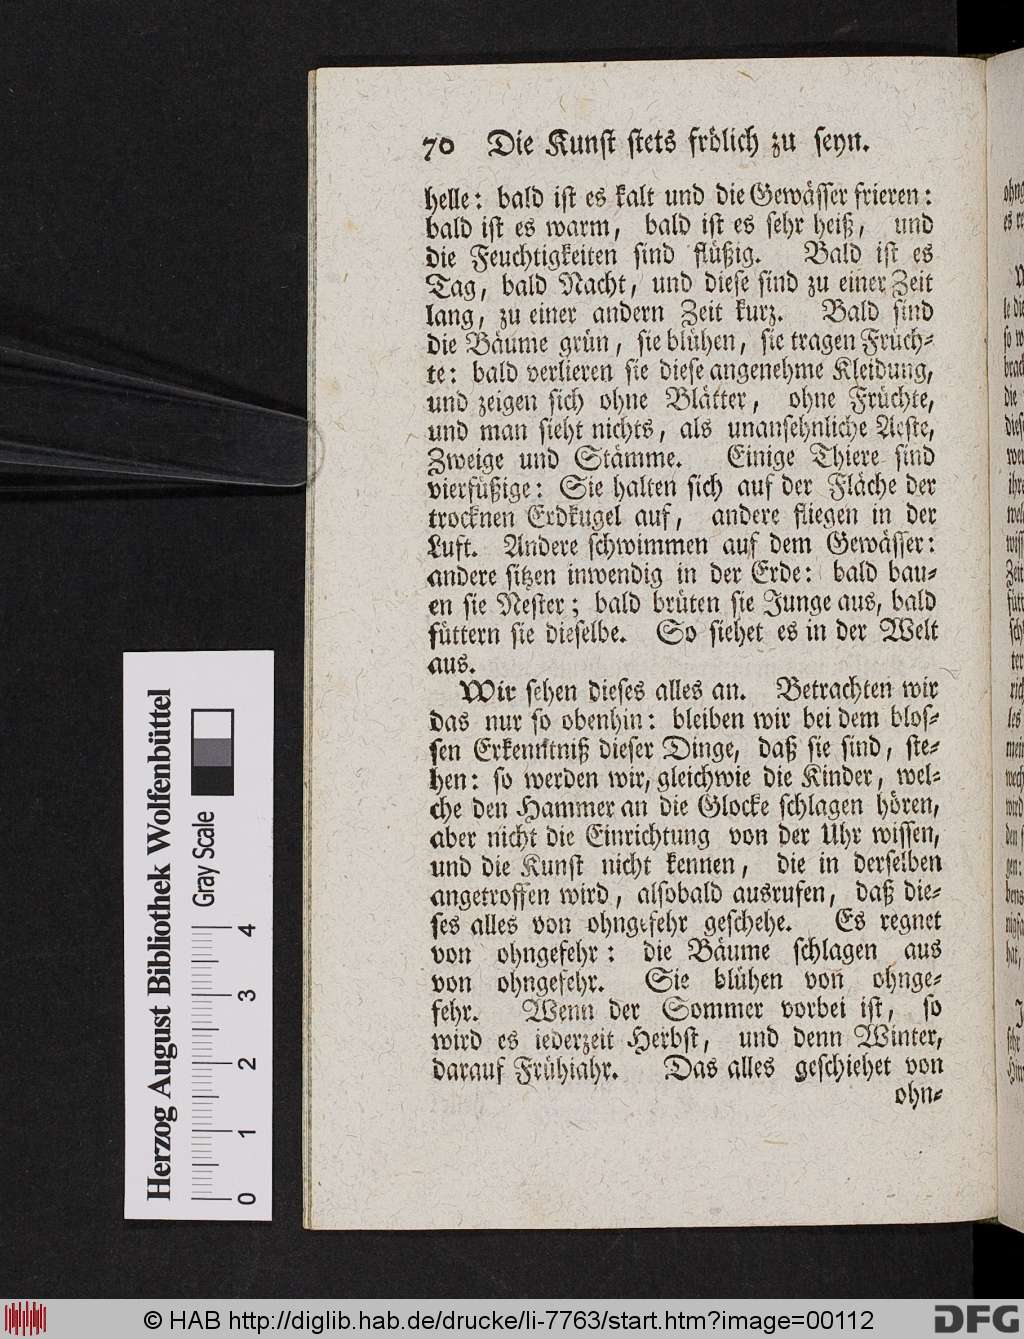 70 Die Kunst stets frölich zu seyn.
helle: bald ist es kalt und die Gewässer frieren:
bald ist es warm, bald ist es sehr heiß, und
die Feuchtigkeiten sind flüßig. Bald ist es
Tag, bald Nacht, und diese sind zu einer Zeit
lang, zu einer andern Zeit kurz. Bald sind
die Bäume grün, sie blühen, sie tragen Früch-
te: bald verlieren sie diese angenehme Kleidung,
und zeigen sich ohne Blätter, ohne Früchte,
und man sieht nichts, als unansehnliche Aeste,
Zweige und Stämme. Einige Thiere sind
vierfüßige: Sie halten sich auf der Fläche der
trocknen Erdkugel auf, andere fliegen in der
Luft. Andere schwimmen auf dem Gewässer:
andere sitzen inwendig in der Erde: bald bau-
en sie Nester; bald brüten sie Junge aus, bald
füttern sie dieselbe. So siehet es in der Welt
aus.
Wir sehen dieses alles an. Betrachten wir
das nur so obenhin: bleiben wir bei dem blos-
sen Erkenntniß dieser Dinge, daß sie sind, ste-
hen: so werden wir, gleichwie die Kinder, wel-
che den Hammer an die Glocke schlagen hören,
aber nicht die Einrichtung von der Uhr wissen,
und die Kunst nicht kennen, die in derselben
angetroffen wird, alsobald ausrufen, daß die-
ses alles von ohngefehr geschehe. Es regnet
von ohngefehr: die Bäume schlagen aus
von ohngefehr. Sie blühen von ohnge-
fehr. Wenn der Sommer vorbei ist, so
wird es iederzeit Herbst, und denn Winter,
darauf Frühiahr. Das alles geschiehet von
ohn-
Herzog August Bibliothek Wolfenbüttel
Gray Scale
0 1 2 3 4
© HAB http://diglib.hab.de/drucke/li-7763/start.htm?image=00112
DFG